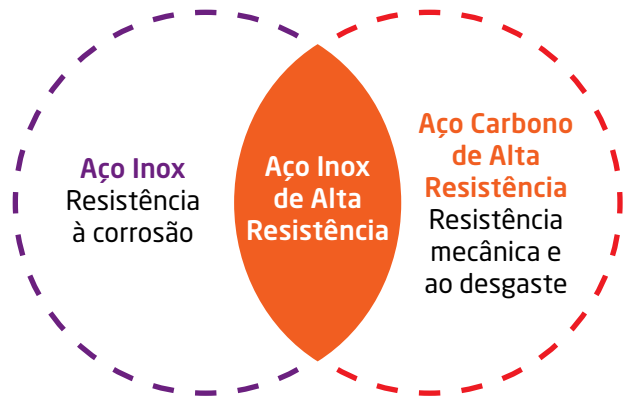 Aço Inox
Resistência
à corrosão
Aço Inox
de Alta
Resistência
Aço Carbono
de Alta
Resistência
Resistência
mecânica e
ao desgaste